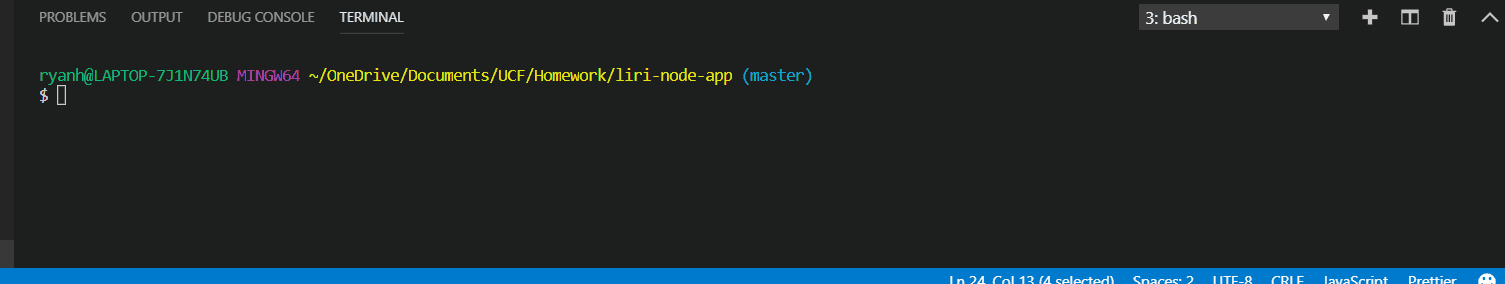 PROBLEMS OUTPUT DEBUG CONSOLE TERMINAL 3: bash
ryanh@LAPTOP-7J1N74UB MINGW64 ~/OneDrive/Documents/UCF/Homework/liri-node-app (master)
$
Ln 24, Col 13 (4 selected) Spaces: 2 UTF-8 CRLF JavaScript Prettier